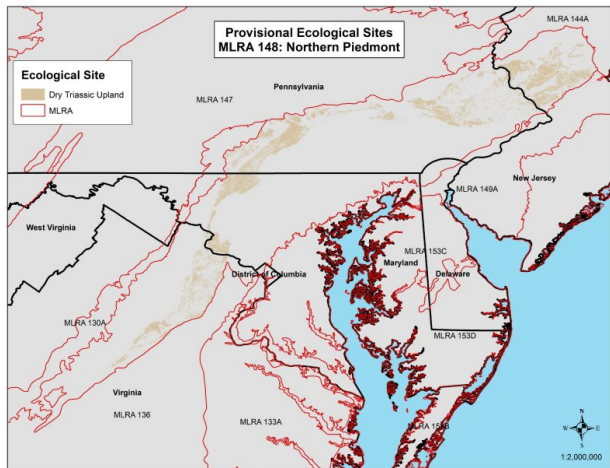 Provisional Ecological Sites
MLRA 148: Northern Piedmont
MLRA 144A
Ecological Site
Dry Triassic Upland
MLRA
Pennsylvania
MLRA 147
New Jersey
MLRA 149A
West Virginia
MLRA 153C
Maryland
Delaware
District of Columbia
MLRA 130A
MLRA 153D
Virginia
MLRA 136
MLRA 133A
N
W
E
S
1:2,000,000